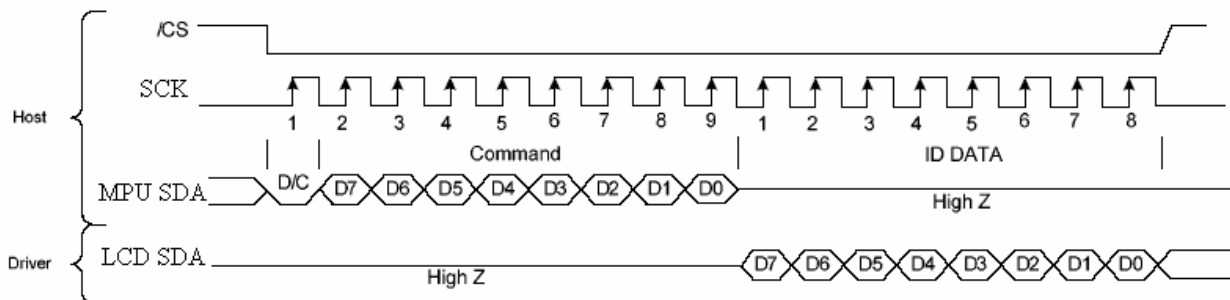 /CS
SCK
Host
1 2 3 4 5 6 7 8 9 1 2 3 4 5 6 7 8
Command ID DATA
D/C
MPU SDA D7 D6 D5 D4 D3 D2 D1 D0 High Z
Driver LCD SDA High Z D7 D6 D5 D4 D3 D2 D1 D0